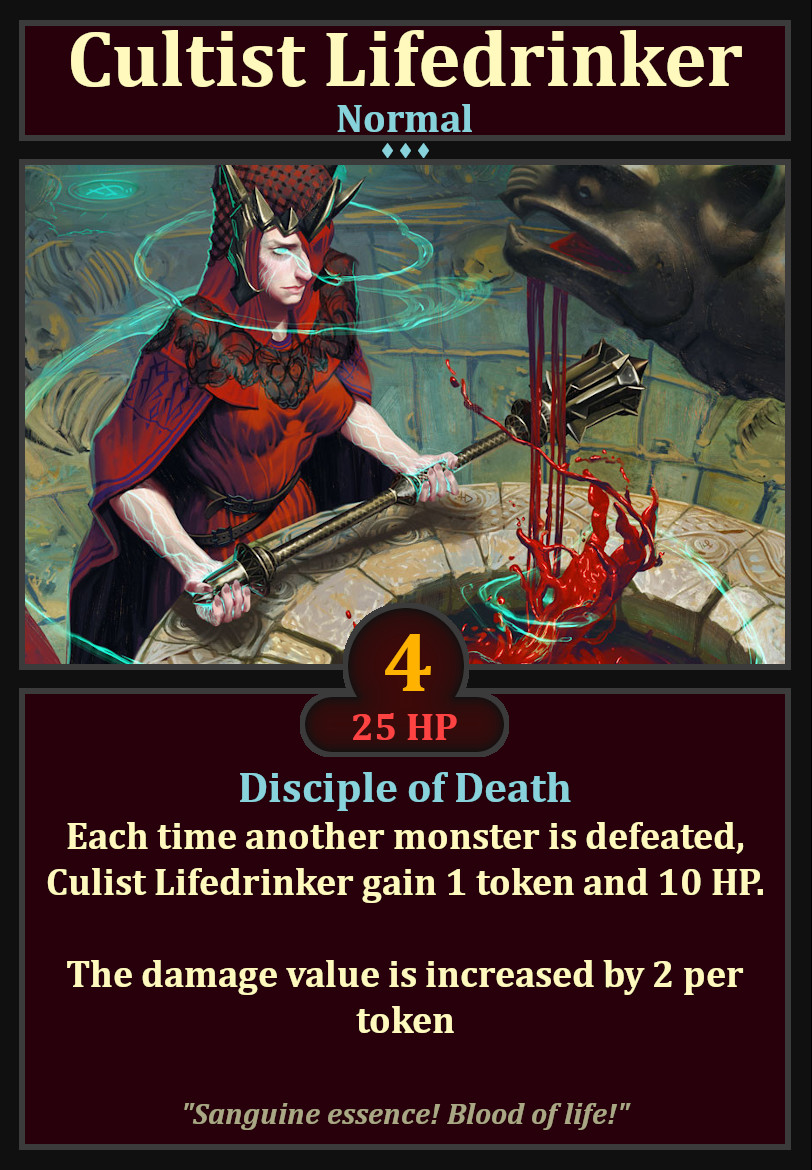 Cultist Lifedrinker
Normal
4
25 HP
Disciple of Death
Each time another monster is defeated,
Culist Lifedrinker gain 1 token and 10 HP.
The damage value is increased by 2 per
token
"Sanguine essence! Blood of life!"